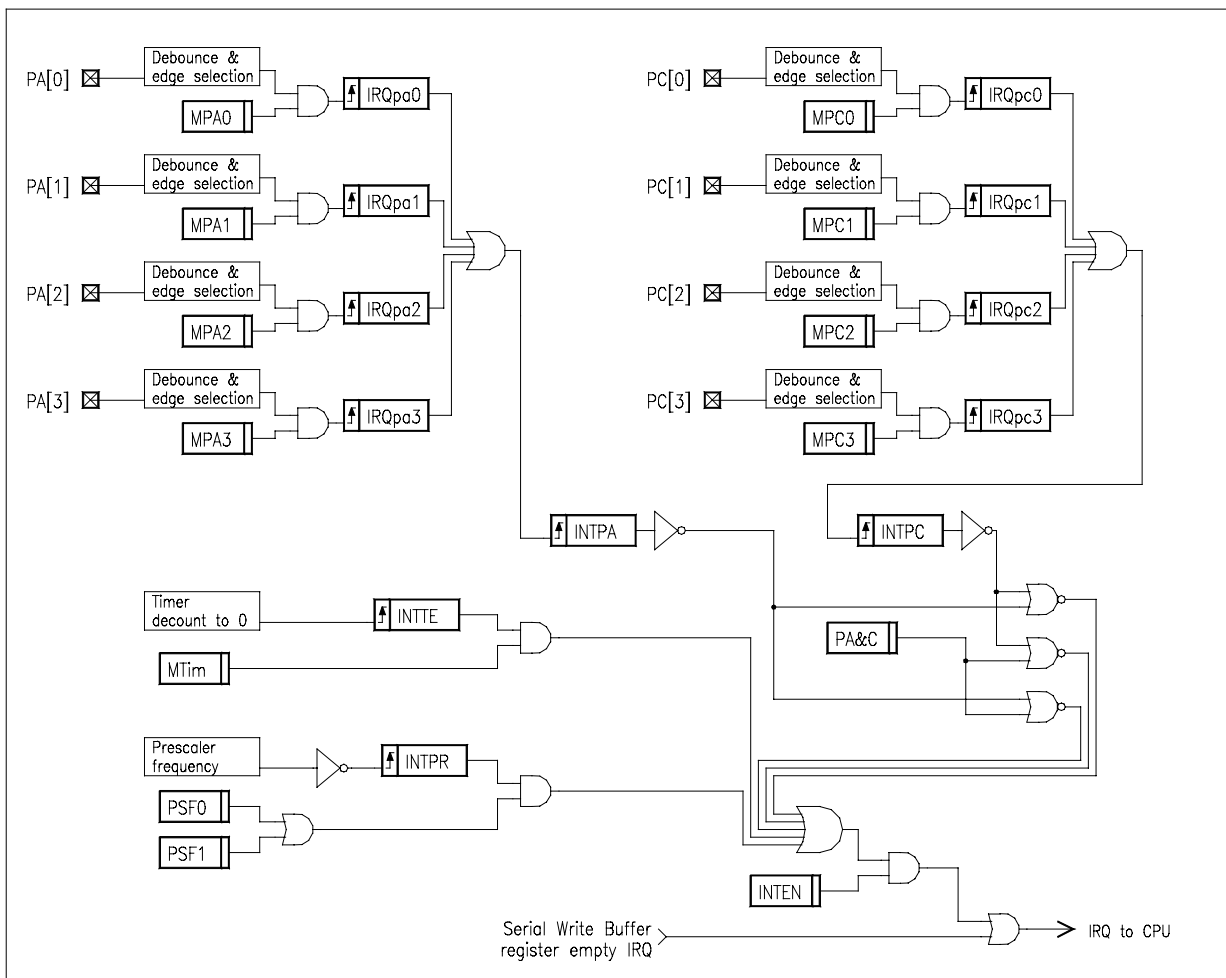 PA[0]
Debounce &
edge selection
MPA0
IRQpa0
PC[0]
Debounce &
edge selection
MPC0
IRQpc0
PA[1]
Debounce &
edge selection
MPA1
IRQpa1
PC[1]
Debounce &
edge selection
MPC1
IRQpc1
PA[2]
Debounce &
edge selection
MPA2
IRQpa2
PC[2]
Debounce &
edge selection
MPC2
IRQpc2
PA[3]
Debounce &
edge selection
MPA3
IRQpa3
PC[3]
Debounce &
edge selection
MPC3
IRQpc3
INTPA
INTPC
Timer
decount to 0
INTTE
MTim
PA&C
Prescaler
frequency
INTPR
PSF0
PSF1
INTEN
Serial Write Buffer
register empty IRQ
IRQ to CPU